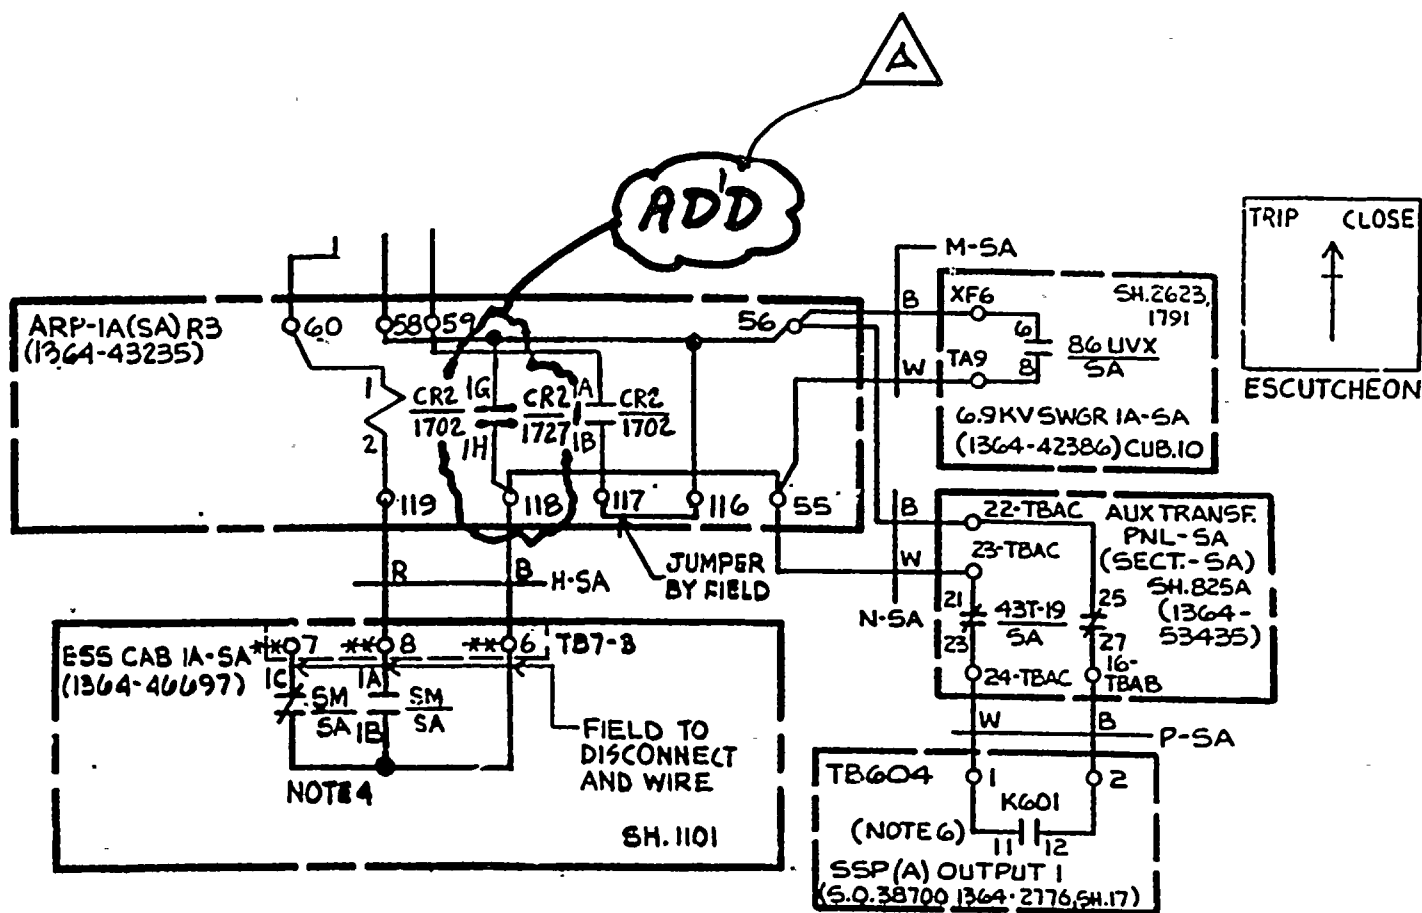 A
ADD
TRIP CLOSE
ESCUTCHEON
M-SA
ARP-1A(SA) R3
(1364-43235)
60
58
59
56
B
XF6
SH.2623,
1791
6
86 UVX
SA
8
W
TA9
6.9KV SWGR 1A-SA
(1364-42386) CUB.10
1
2
CR2
1702
1G
1H
CR2
1727
1A
1B
CR2
1702
119
118
117
116
55
JUMPER
BY FIELD
R
B
H-SA
B
W
N-SA
22-TBAC
23-TBAC
AUX TRANSF.
PNL-SA
(SECT.-SA)
SH.825A
(1364-
53435)
21
43T-19
SA
23
25
27
24-TBAC
16-
TBAB
W
B
P-SA
ESS CAB 1A-SA
(1364-46697)
**7
**8
**6
TB7-B
1C
SM
SA
1A
1B
SM
SA
NOTE 4
FIELD TO
DISCONNECT
AND WIRE
SH.1101
TB604
1
2
K601
(NOTE 6)
11
12
SSP (A) OUTPUT 1
(S.O.38700 1364-2776,SH.17)